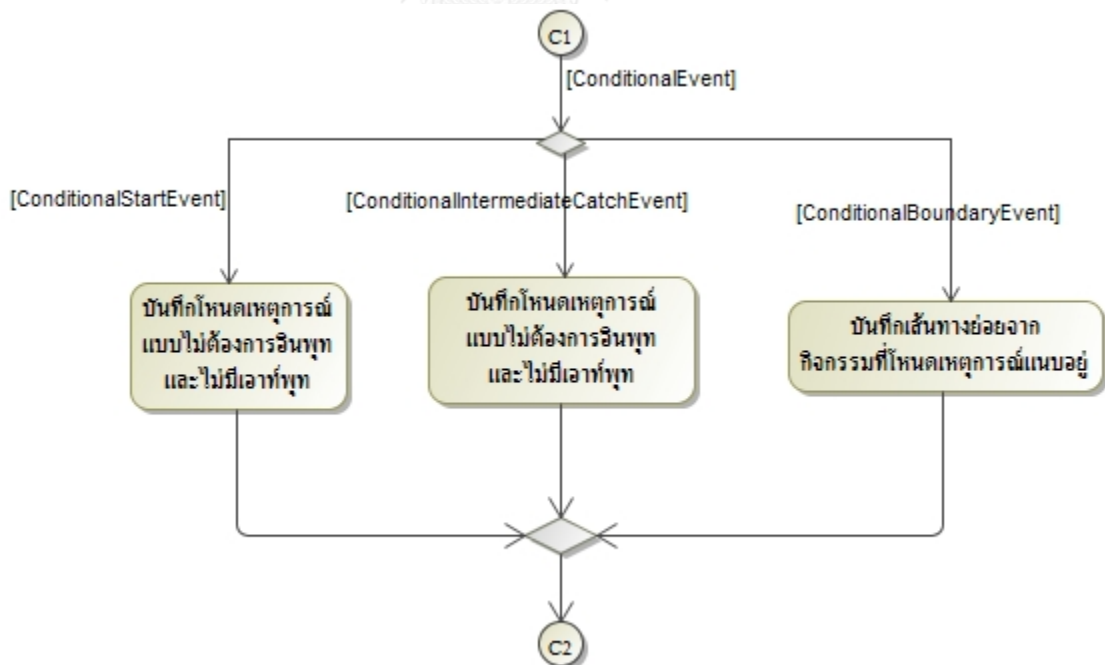 C1
[ConditionalEvent]
[ConditionalStartEvent]
[ConditionalIntermediateCatchEvent]
[ConditionalBoundaryEvent]
บันทึกโหนดเหตุการณ์
แบบไม่ต้องการอินพุท
และไม่มีเอาท์พุท
บันทึกโหนดเหตุการณ์
แบบไม่ต้องการอินพุท
และไม่มีเอาท์พุท
บันทึกเส้นทางย่อยจาก
กิจกรรมที่โหนดเหตุการณ์แนบอยู่
C2